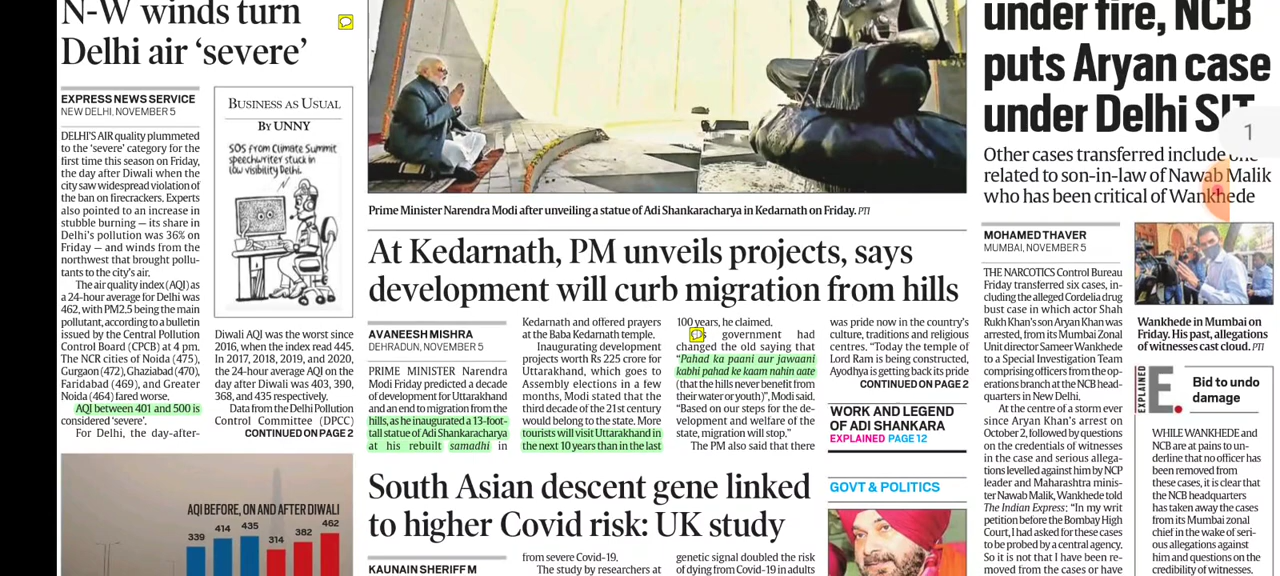 N-W winds turn
Delhi air ‘severe’
EXPRESS NEWS SERVICE
NEW DELHI, NOVEMBER 5
DELHI'S AIR quality plummeted
to the ‘severe’ category for the
first time this season on Friday,
the day after Diwali when the
city saw widespread violation of
the ban on firecrackers. Experts
also pointed to an increase in
stubble burning — its share in
Delhi's pollution was 36% on
Friday — and winds from the
northwest that brought pollu-
tants to the city's air.
The air quality index (AQI) as
a 24-hour average for Delhi was
462, with PM2.5 being the main
pollutant, according to a bulletin
issued by the Central Pollution
Control Board (CPCB) at 4 pm.
The NCR cities of Noida (475),
Gurgaon (472), Ghaziabad (470),
Faridabad (469), and Greater
Noida (464) fared worse.
AQI between 401 and 500 is
considered ‘severe’.
For Delhi, the day-after-
BUSINESS AS USUAL
By UNNY
SOS from Climate Summit
speechwriter stuck in
low visibility Delhi.
Diwali AQI was the worst since
2016, when the index read 445.
In 2017, 2018, 2019, and 2020,
the 24-hour average AQI on the
day after Diwali was 403, 390,
368, and 435 respectively.
Data from the Delhi Pollution
Control Committee (DPCC)
CONTINUED ON PAGE 2
AQI BEFORE, ON AND AFTER DIWALI
339
414
435
314
382
462
Prime Minister Narendra Modi after unveiling a statue of Adi Shankaracharya in Kedarnath on Friday. PTI
At Kedarnath, PM unveils projects, says
development will curb migration from hills
AVANEESH MISHRA
DEHRADUN, NOVEMBER 5
PRIME MINISTER Narendra
Modi Friday predicted a decade
of development for Uttarakhand
and an end to migration from the
hills, as he inaugurated a 13-foot-
tall statue of Adi Shankaracharya
at his rebuilt samadhi in
Kedarnath and offered prayers
at the Baba Kedarnath temple.
Inaugurating development
projects worth Rs 225 crore for
Uttarakhand, which goes to
Assembly elections in a few
months, Modi stated that the
third decade of the 21st century
would belong to the state. More
tourists will visit Uttarakhand in
the next 10 years than in the last
100 years, he claimed.
government had
changed the old saying that
“Pahad ka paani aur jawaani
kabhi pahad ke kaam nahin aate
(that the hills never benefit from
their water or youth)”, Modi said.
“Based on our steps for the de-
velopment and welfare of the
state, migration will stop.”
The PM also said that there
was pride now in the country's
culture, traditions and religious
centres. “Today the temple of
Lord Ram is being constructed,
Ayodhya is getting back its pride
CONTINUED ON PAGE 2
WORK AND LEGEND
OF ADI SHANKARA
EXPLAINED PAGE 12
South Asian descent gene linked
to higher Covid risk: UK study
KAUNAIN SHERIFF M
from severe Covid-19.
The study by researchers at
genetic signal doubled the risk
of dying from Covid-19 in adults
GOVT & POLITICS
under fire, NCB
puts Aryan case
under Delhi SIT
1
Other cases transferred include one
related to son-in-law of Nawab Malik
who has been critical of Wankhede
MOHAMED THAVER
MUMBAI, NOVEMBER 5
THE NARCOTICS Control Bureau
Friday transferred six cases, in-
cluding the alleged Cordelia drug
bust case in which actor Shah
Rukh Khan's son Aryan Khan was
arrested, from its Mumbai Zonal
Unit director Sameer Wankhede
to a Special Investigation Team
comprising officers from the op-
erations branch at the NCB head-
quarters in New Delhi.
At the centre of a storm ever
since Aryan Khan's arrest on
October 2, followed by questions
on the credentials of witnesses
in the case and serious allega-
tions levelled against him by NCP
leader and Maharashtra minis-
ter Nawab Malik, Wankhede told
The Indian Express: “In my writ
petition before the Bombay High
Court, I had asked for these cases
to be probed by a central agency.
So it is not that I have been re-
moved from the cases or have
Wankhede in Mumbai on
Friday. His past, allegations
of witnesses cast cloud. PTI
EXPLAINED
E.
Bid to undo
damage
WHILE WANKHEDE and
NCB are at pains to un-
derline that no officer has
been removed from
these cases, it is clear that
the NCB headquarters
has taken away the cases
from its Mumbai zonal
chief in the wake of seri-
ous allegations against
him and questions on the
credibility of witnesses.